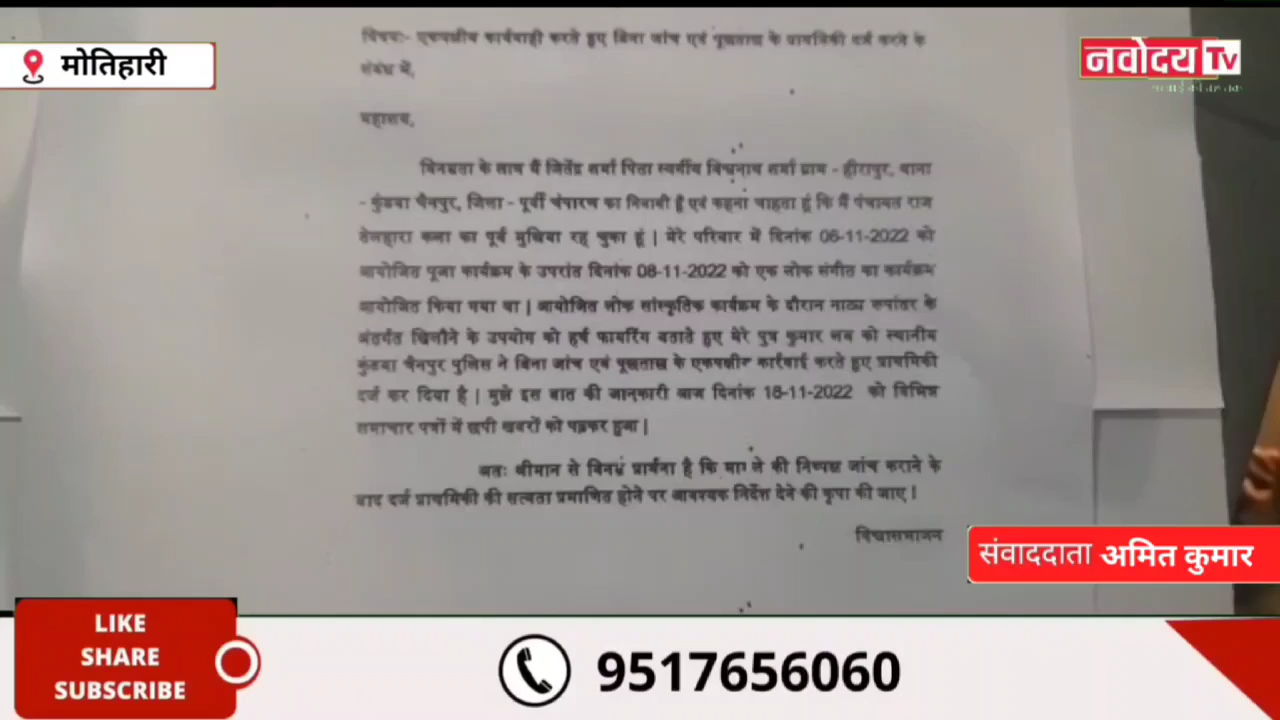 मोतिहारी
नवोदय Tv
विषयः- एकपक्षीय कार्यवाही करते हुए बिना जांच एवं पूछताछ के प्राथमिकी दर्ज करने के
संबंध में,
महाशय,
विनम्रता के साथ मैं जितेंद्र शर्मा पिता स्वर्गीय विश्वनाथ शर्मा ग्राम - हीरापुर, थाना
- कुंडवा चैनपुर, जिला - पूर्वी चंपारण का निवासी हूँ एवं कहना चाहता हूं कि मैं पंचायत राज
तेलहारा कला का पूर्व मुखिया रह चुका हूं | मेरे परिवार में दिनांक 06-11-2022 को
आयोजित पूजा कार्यक्रम के उपरांत दिनांक 08-11-2022 को एक लोक संगीत का कार्यक्रम
आयोजित किया गया था | आयोजित लोक सांस्कृतिक कार्यक्रम के दौरान नाट्य रूपांतर के
अंतर्गत खिलौने के उपयोग को हर्ष फायरिंग बताते हुए मेरे पुत्र कुमार लव को स्थानीय
कुंडवा चैनपुर पुलिस ने बिना जांच एवं पूछताछ के एकपक्षीय कार्रवाई करते हुए प्राथमिकी
दर्ज कर दिया है | मुझे इस बात की जानकारी आज दिनांक 18-11-2022 को विभिन्न
समाचार पत्रों में छपी खबरों को पढ़कर हुआ |
अतः श्रीमान से विनम्र प्रार्थना है कि मामले की निष्पक्ष जांच कराने के
बाद दर्ज प्राथमिकी की सत्यता प्रमाणित होने पर आवश्यक निर्देश देने की कृपा की जाए !
विश्वासभाजन
संवाददाता अमित कुमार
LIKE
SHARE
SUBSCRIBE
9517656060